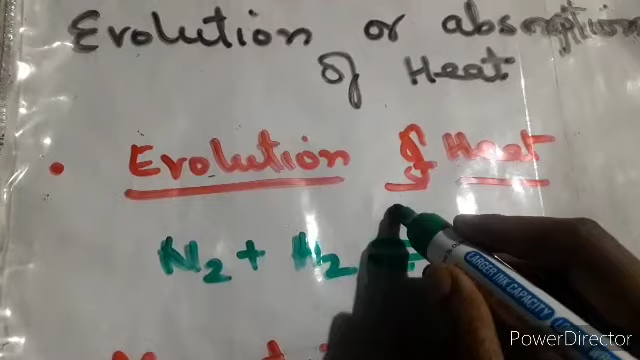 Evolution or absorption
of Heat
• Evolution of Heat
N₂ + H₂
LARGER INK CAPACITY
PowerDirector